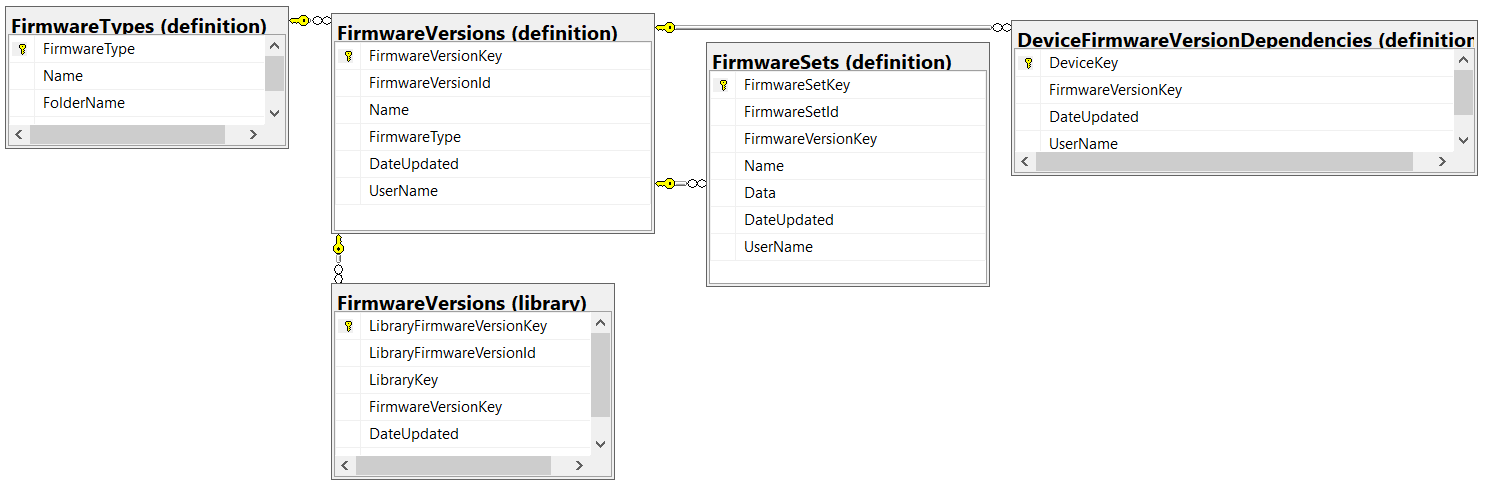 FirmwareTypes (definition)
FirmwareType
Name
FolderName
FirmwareVersions (definition)
FirmwareVersionKey
FirmwareVersionId
Name
FirmwareType
DateUpdated
UserName
FirmwareSets (definition)
FirmwareSetKey
FirmwareSetId
FirmwareVersionKey
Name
Data
DateUpdated
UserName
DeviceFirmwareVersionDependencies (definition
DeviceKey
FirmwareVersionKey
DateUpdated
UserName
FirmwareVersions (library)
LibraryFirmwareVersionKey
LibraryFirmwareVersionId
LibraryKey
FirmwareVersionKey
DateUpdated